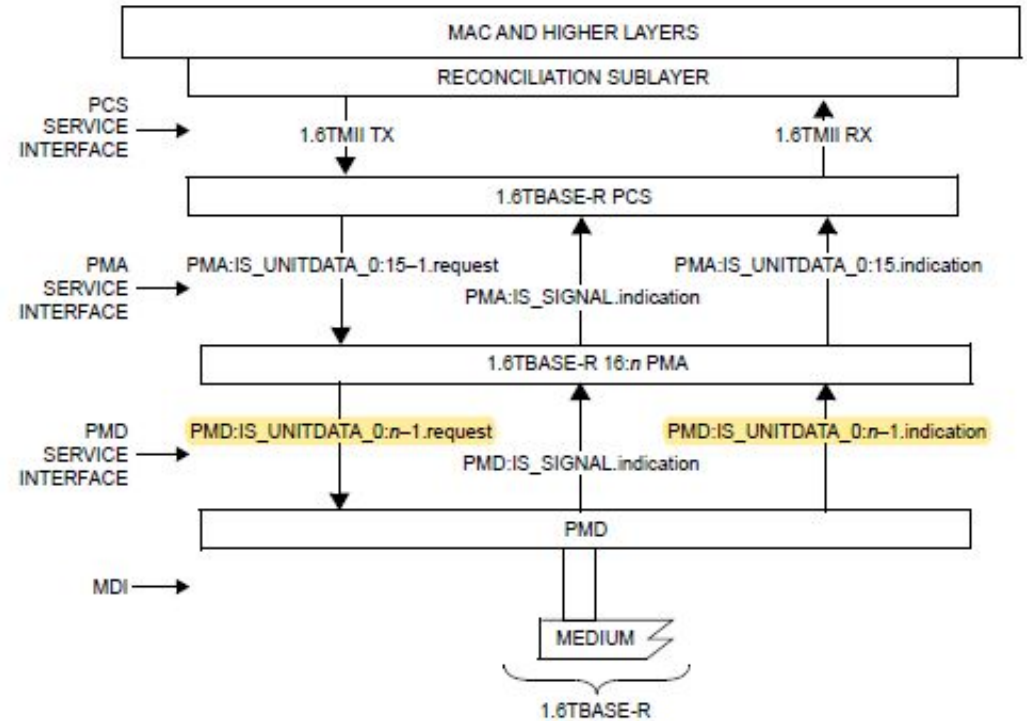 MAC AND HIGHER LAYERS
RECONCILIATION SUBLAYER
PCS
SERVICE
INTERFACE
1.6TMII TX
1.6TMII RX
1.6TBASE-R PCS
PMA
SERVICE
INTERFACE
PMA:IS_UNITDATA_0:15–1.request
PMA:IS_UNITDATA_0:15.indication
PMA:IS_SIGNAL.indication
1.6TBASE-R 16:n PMA
PMD
SERVICE
INTERFACE
PMD:IS_UNITDATA_0:n–1.request
PMD:IS_UNITDATA_0:n–1.indication
PMD:IS_SIGNAL.indication
PMD
MDI
MEDIUM
1.6TBASE-R